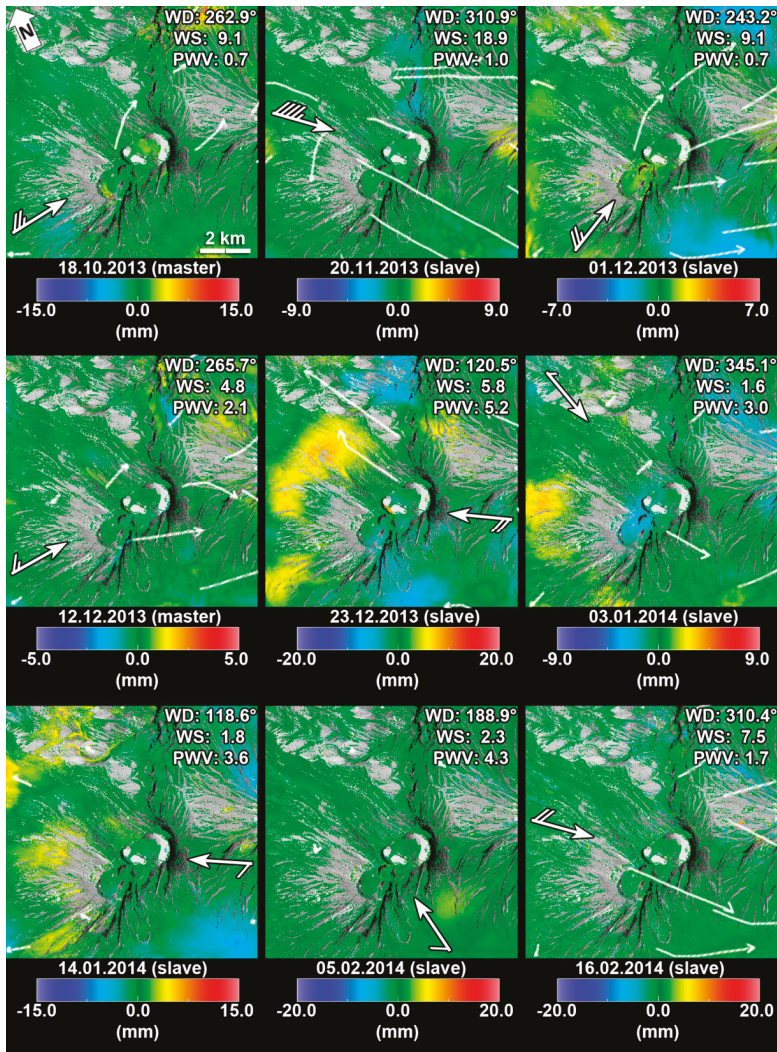 N
WD: 262.9°
WS: 9.1
PWV: 0.7
2 km
WD: 310.9°
WS: 18.9
PWV: 1.0
WD: 243.2°
WS: 9.1
PWV: 0.7
18.10.2013 (master)
-15.0 0.0 15.0
(mm)
20.11.2013 (slave)
-9.0 0.0 9.0
(mm)
01.12.2013 (slave)
-7.0 0.0 7.0
(mm)
WD: 265.7°
WS: 4.8
PWV: 2.1
WD: 120.5°
WS: 5.8
PWV: 5.2
WD: 345.1°
WS: 1.6
PWV: 3.0
12.12.2013 (master)
-5.0 0.0 5.0
(mm)
23.12.2013 (slave)
-20.0 0.0 20.0
(mm)
03.01.2014 (slave)
-9.0 0.0 9.0
(mm)
WD: 118.6°
WS: 1.8
PWV: 3.6
WD: 188.9°
WS: 2.3
PWV: 4.3
WD: 310.4°
WS: 7.5
PWV: 1.7
14.01.2014 (slave)
-15.0 0.0 15.0
(mm)
05.02.2014 (slave)
-20.0 0.0 20.0
(mm)
16.02.2014 (slave)
-20.0 0.0 20.0
(mm)